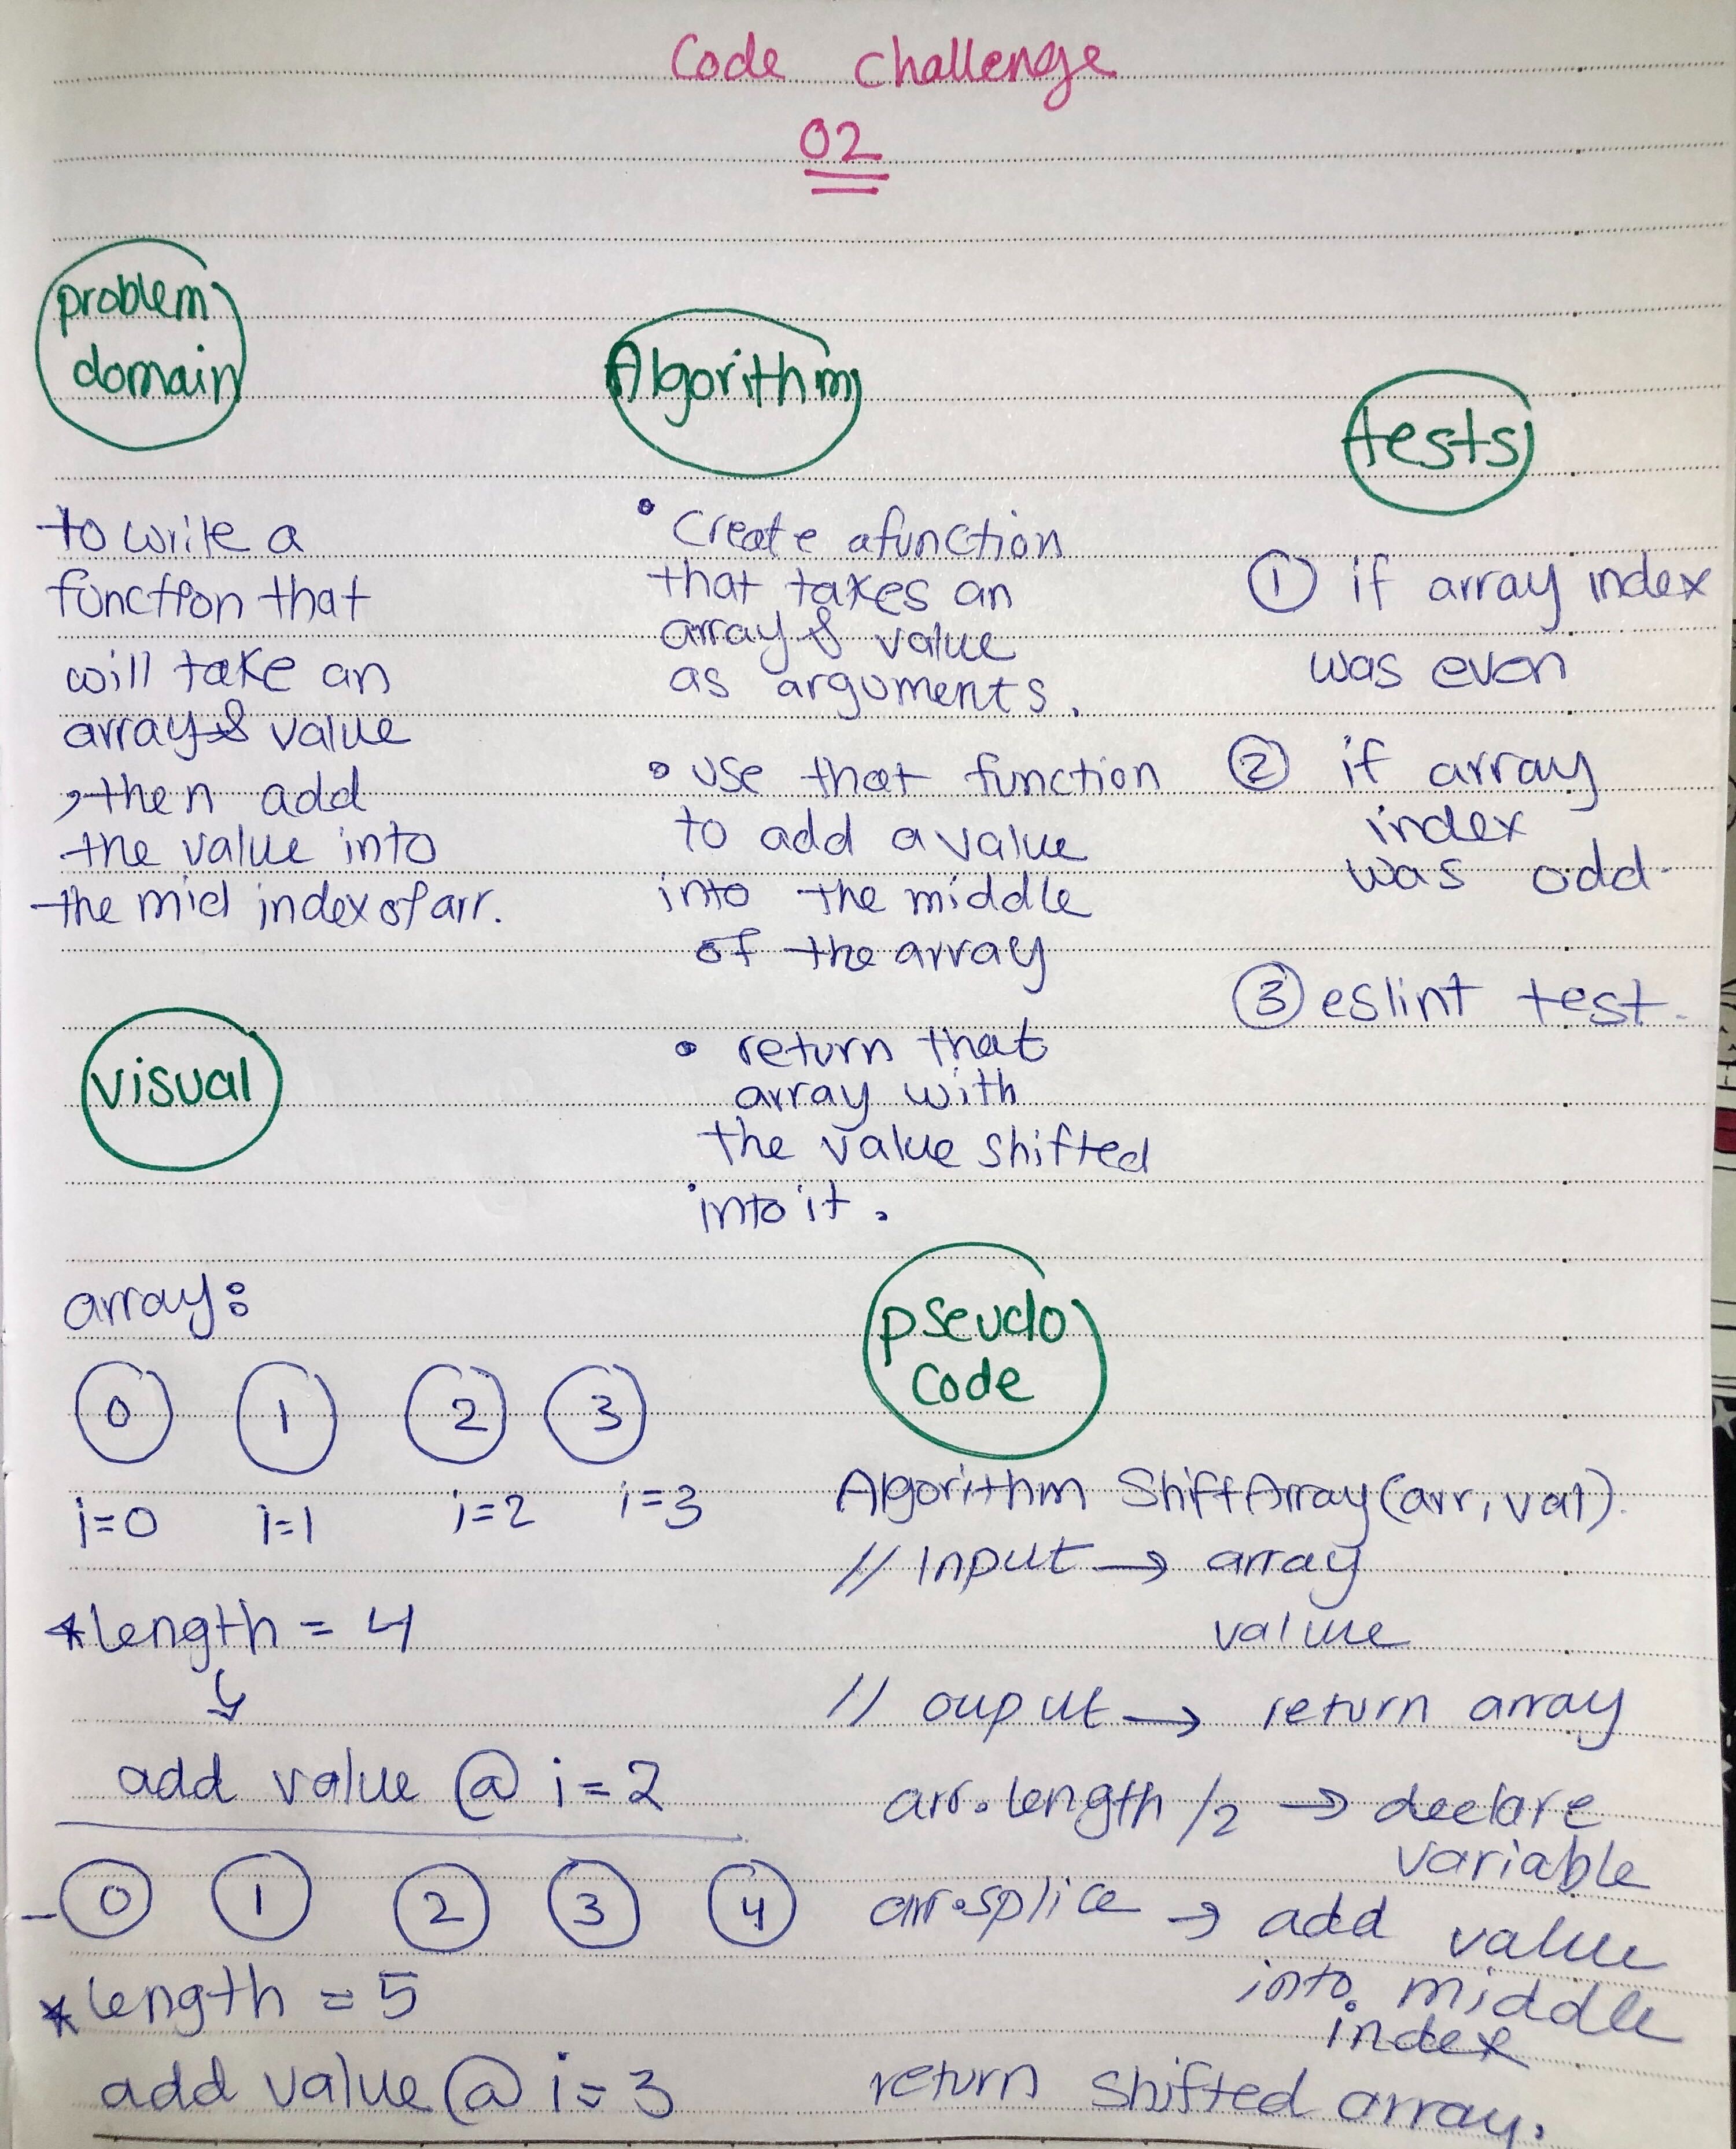 Code challenge
02
problem
domain
to write a
function that
will take an
array & value
, then add
the value into
the mid index of arr.
Algorithm
• Create a function
that takes an
array & value
as arguments.
• use that function
to add a value
into the middle
of the array
• return that
array with
the value shifted
into it.
tests
① if array index
was even
② if array
index
was odd
③ eslint test.
visual
array:
0 1 2 3
i=0 i=1 i=2 i=3
*length = 4
↳
add value @ i=2
- 0 1 2 3 4
*length = 5
add value @ i=3
pseudo
code
Algorithm ShiftArray(arr, val).
// Input → array
value
// ouput → return array
arr.length /2 → declare
variable
arr.splice → add value
into middle
index
return shifted array.